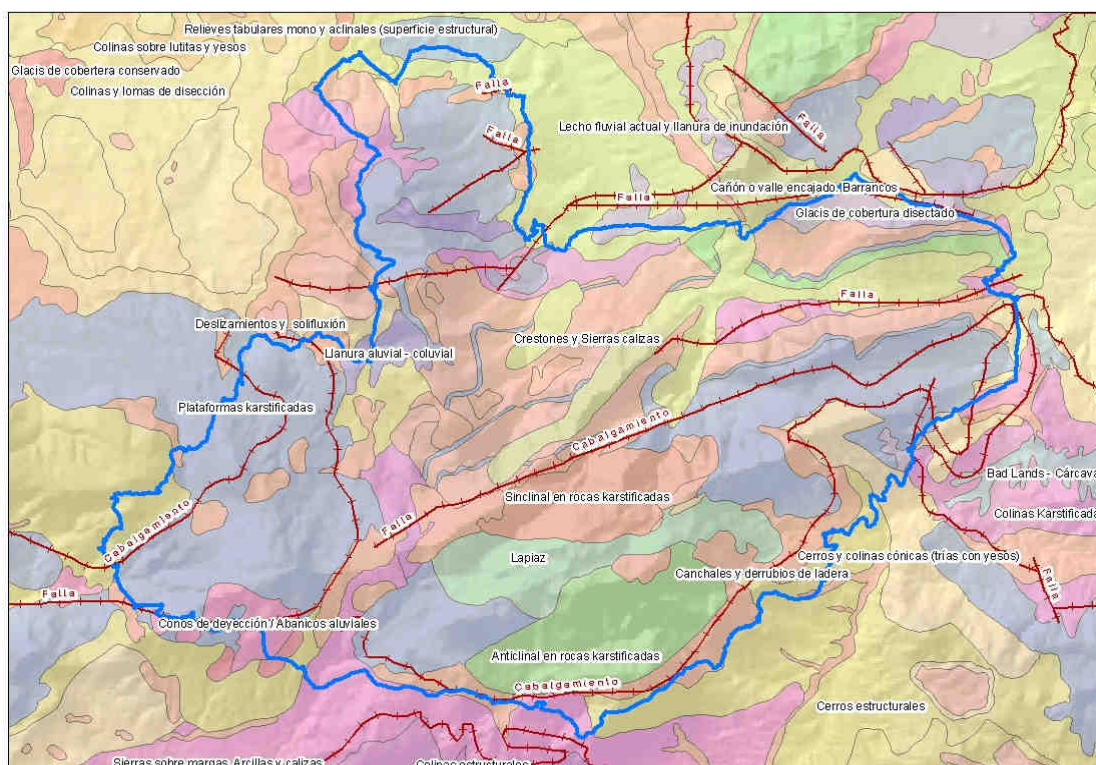 Relieves tabulares mono y aclinales (superficie estructural)
Colinas sobre lutitas y yesos
Glacis de cobertera conservado
Colinas y lomas de disección
Falla
Falla
Falla
Lecho fluvial actual y llanura de inundación
Cañón o valle encajado. Barrancos
Falla
Glacis de cobertura disectado
Falla
Deslizamientos y solifluxión
Crestones y Sierras calizas
Llanura aluvial - coluvial
Plataformas karstificadas
Cabalgamiento
Bad Lands - Cárcava
Sinclinal en rocas karstificadas
Colinas Karstificada
Falla
Cabalgamiento
Lapiaz
Cerros y colinas cónicas (trias con yesos)
Canchales y derrubios de ladera
Falla
Falla
Conos de deyección / Abanicos aluviales
Anticlinal en rocas karstificadas
Cabalgamiento
Cerros estructurales
Sierras sobre margas. Arcillas y calizas
Colinas estructurales